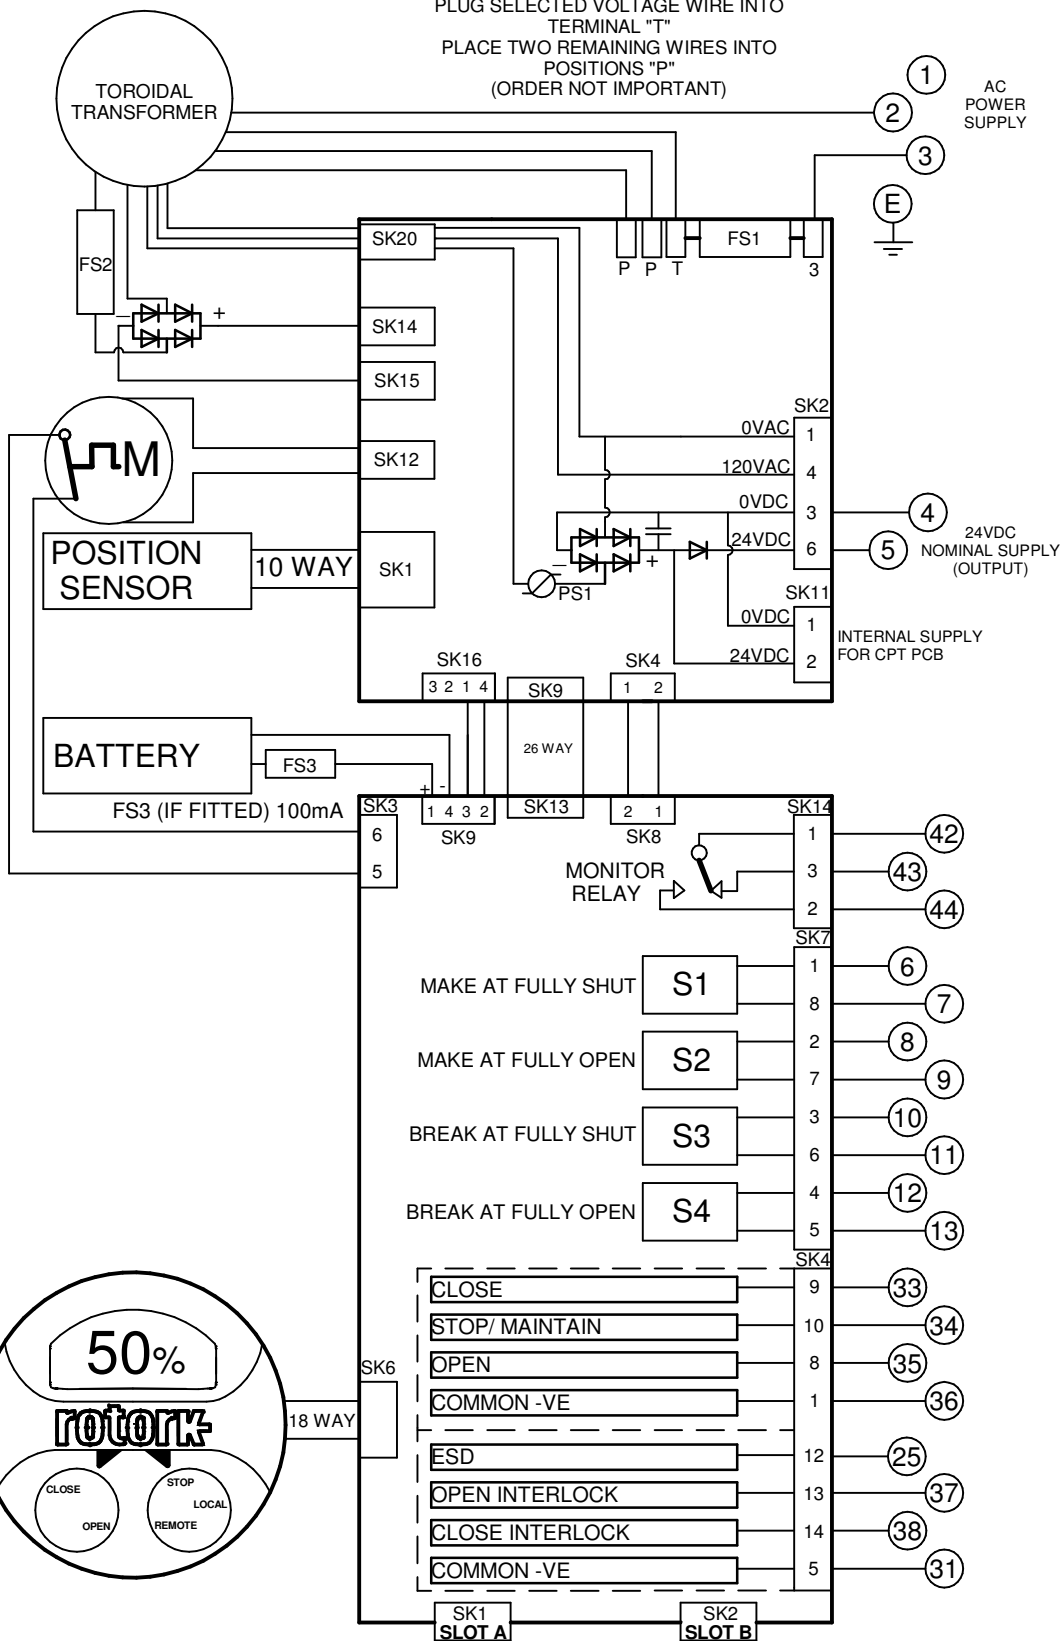 PLUG SELECTED VOLTAGE WIRE INTO
TERMINAL "T"
PLACE TWO REMAINING WIRES INTO
POSITIONS "P"
(ORDER NOT IMPORTANT)
TOROIDAL
TRANSFORMER
1
2
3
AC
POWER
SUPPLY
E
FS2
SK20
P P T
FS1
3
- +
SK14
SK15
M
SK12
SK2
0VAC 1
120VAC 4
0VDC 3
24VDC 6
4
5
24VDC
NOMINAL SUPPLY
(OUTPUT)
POSITION
SENSOR
10 WAY
SK1
- +
PS1
SK11
0VDC 1
24VDC 2
INTERNAL SUPPLY
FOR CPT PCB
SK16
3 2 1 4
SK9
SK4
1 2
BATTERY
FS3
26 WAY
FS3 (IF FITTED) 100mA
+ -
SK3
6
5
1 4 3 2
SK9
SK13
2 1
SK8
SK14
MONITOR
RELAY
1 42
3 43
2 44
SK7
MAKE AT FULLY SHUT S1
1 6
8 7
MAKE AT FULLY OPEN S2
2 8
7 9
BREAK AT FULLY SHUT S3
3 10
6 11
BREAK AT FULLY OPEN S4
4 12
5 13
SK4
CLOSE 9 33
STOP/ MAINTAIN 10 34
OPEN 8 35
COMMON -VE 1 36
ESD 12 25
OPEN INTERLOCK 13 37
CLOSE INTERLOCK 14 38
COMMON -VE 5 31
50%
rotork
CLOSE
OPEN
STOP
LOCAL
REMOTE
18 WAY
SK6
SK1
SLOT A
SK2
SLOT B